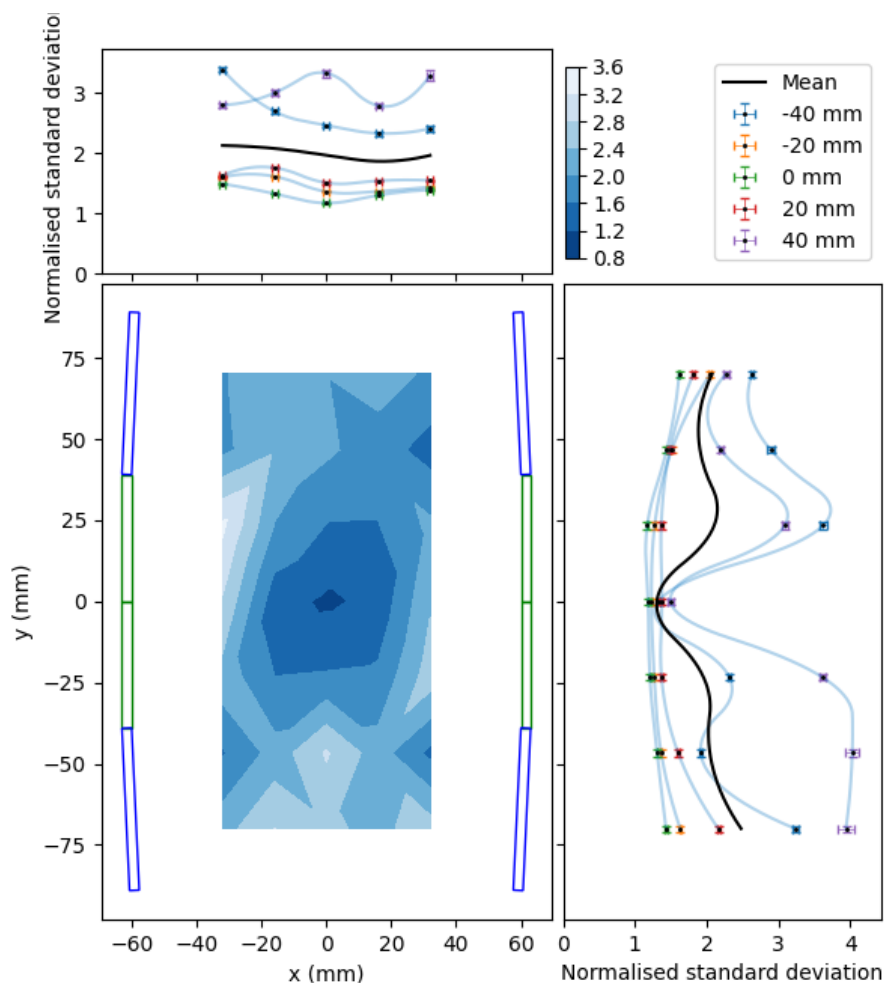 Normalised standard deviation
3
2
1
0
3.6
3.2
2.8
2.4
2.0
1.6
1.2
0.8
Mean
-40 mm
-20 mm
0 mm
20 mm
40 mm
y (mm)
75
50
25
0
−25
−50
−75
−60 −40 −20 0 20 40 60
x (mm)
0 1 2 3 4
Normalised standard deviation